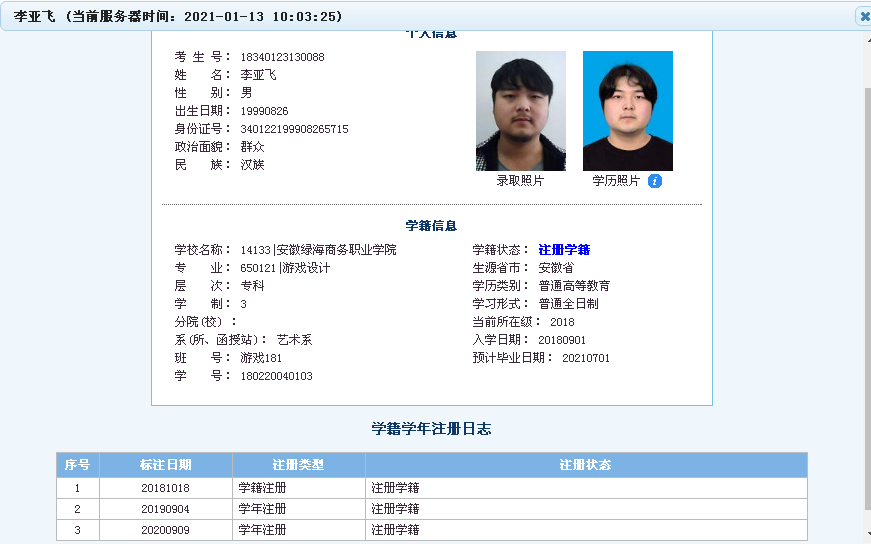 李亚飞 (当前服务器时间：2021-01-13 10:03:25)
个人信息
考 生 号： 18340123130088
姓 名： 李亚飞
性 别： 男
出生日期： 19990826
身份证号： 340122199908265715
政治面貌： 群众
民 族： 汉族
录取照片 学历照片
学籍信息
学校名称： 14133|安徽绿海商务职业学院 学籍状态： 注册学籍
专 业： 650121|游戏设计 生源省市： 安徽省
层 次： 专科 学历类别： 普通高等教育
学 制： 3 学习形式： 普通全日制
分院(校) ： 当前所在级： 2018
系(所、函授站)： 艺术系 入学日期： 20180901
班 号： 游戏181 预计毕业日期： 20210701
学 号： 180220040103
学籍学年注册日志
序号 标注日期 注册类型 注册状态
1 20181018 学籍注册 注册学籍
2 20190904 学年注册 注册学籍
3 20200909 学年注册 注册学籍